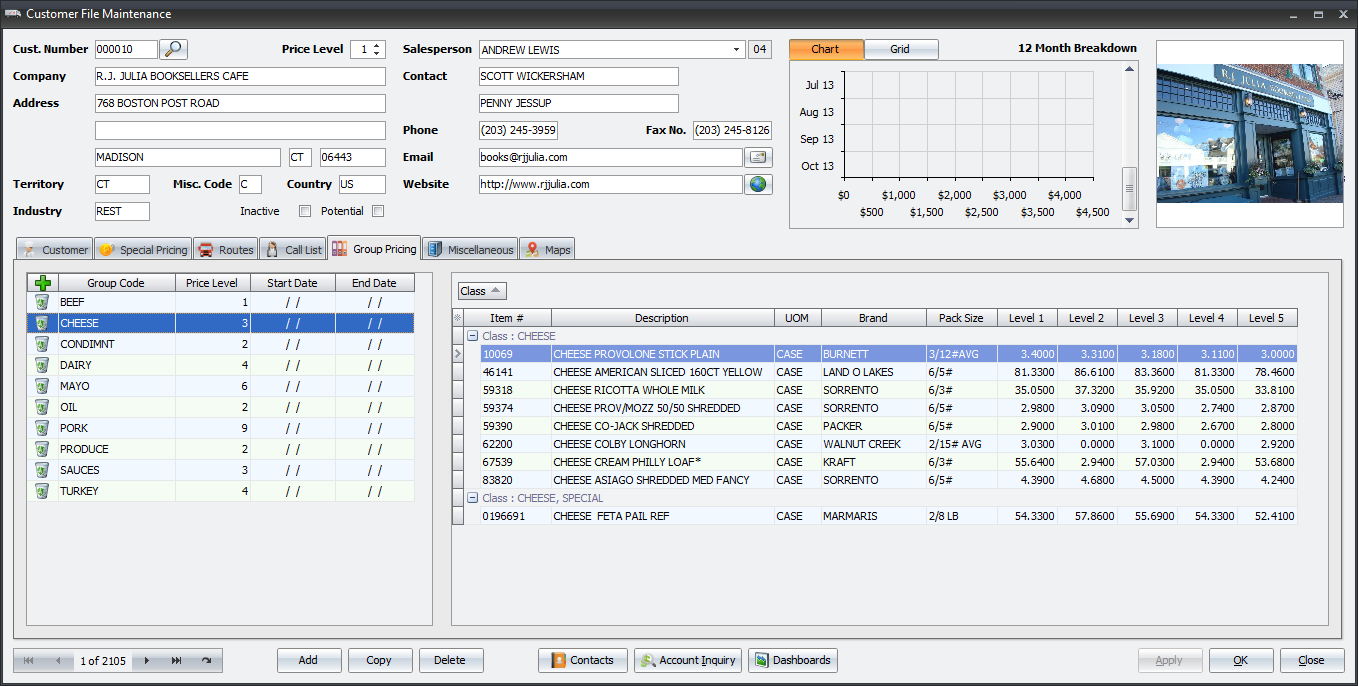 Customer File Maintenance
Cust. Number 000010 Price Level 1 Salesperson ANDREW LEWIS 04 Chart Grid 12 Month Breakdown
Company R.J. JULIA BOOKSELLERS CAFE Contact SCOTT WICKERSHAM
Address 768 BOSTON POST ROAD PENNY JESSUP
Phone (203) 245-3959 Fax No. (203) 245-8126
MADISON CT 06443 Email books@rjjulia.com
Territory CT Misc. Code C Country US Website http://www.rjjulia.com
Industry REST Inactive Potential
Jul 13
Aug 13
Sep 13
Oct 13
$0 $1,000 $2,000 $3,000 $4,000
$500 $1,500 $2,500 $3,500 $4,500
R.J. JULIA BOOKSELLERS
Customer Special Pricing Routes Call List Group Pricing Miscellaneous Maps
Group Code Price Level Start Date End Date
BEEF 1 / / / /
CHEESE 3 / / / /
CONDIMNT 2 / / / /
DAIRY 4 / / / /
MAYO 6 / / / /
OIL 2 / / / /
PORK 9 / / / /
PRODUCE 2 / / / /
SAUCES 3 / / / /
TURKEY 4 / / / /
Class
Item # Description UOM Brand Pack Size Level 1 Level 2 Level 3 Level 4 Level 5
Class : CHEESE
10069 CHEESE PROVOLONE STICK PLAIN CASE BURNETT 3/12#AVG 3.4000 3.3100 3.1800 3.1100 3.0000
46141 CHEESE AMERICAN SLICED 160CT YELLOW CASE LAND O LAKES 6/5# 81.3300 86.6100 83.3600 81.3300 78.4600
59318 CHEESE RICOTTA WHOLE MILK CASE SORRENTO 6/3# 35.0500 37.3200 35.9200 35.0500 33.8100
59374 CHEESE PROV/MOZZ 50/50 SHREDDED CASE SORRENTO 6/5# 2.9800 3.0900 3.0500 2.7400 2.8700
59390 CHEESE CO-JACK SHREDDED CASE PACKER 6/5# 2.9000 3.0100 2.9800 2.6700 2.8000
62200 CHEESE COLBY LONGHORN CASE WALNUT CREEK 2/15# AVG 3.0300 0.0000 3.1000 0.0000 2.9200
67539 CHEESE CREAM PHILLY LOAF* CASE KRAFT 6/3# 55.6400 2.9400 57.0300 2.9400 53.6800
83820 CHEESE ASIAGO SHREDDED MED FANCY CASE SORRENTO 6/5# 4.3900 4.6800 4.5000 4.3900 4.2400
Class : CHEESE, SPECIAL
0196691 CHEESE FETA PAIL REF CASE MARMARIS 2/8 LB 54.3300 57.8600 55.6900 54.3300 52.4100
1 of 2105 Add Copy Delete Contacts Account Inquiry Dashboards Apply OK Close